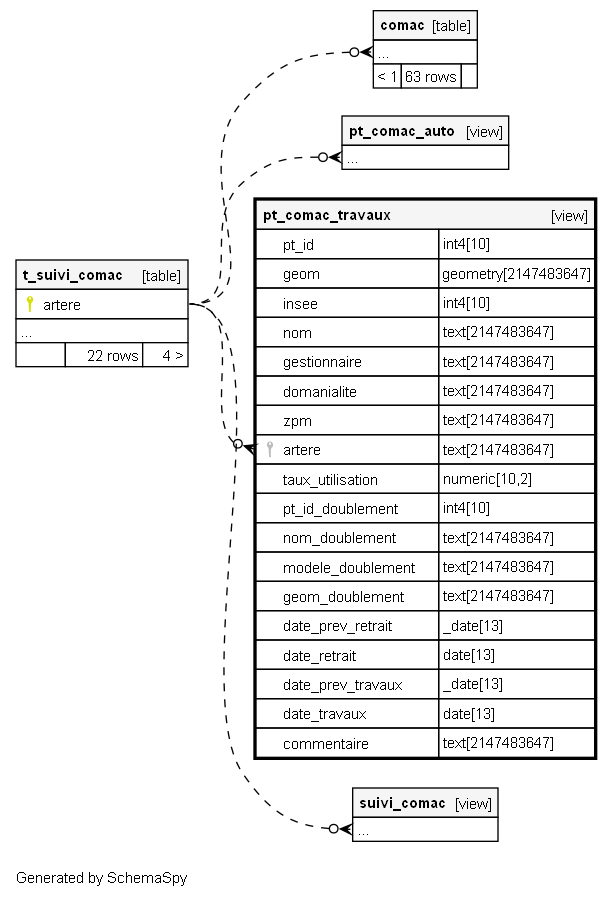 comac [table]
...
< 1 63 rows
pt_comac_auto [view]
...
pt_comac_travaux [view]
pt_id int4[10]
geom geometry[2147483647]
insee int4[10]
nom text[2147483647]
gestionnaire text[2147483647]
domanialite text[2147483647]
zpm text[2147483647]
artere text[2147483647]
taux_utilisation numeric[10,2]
pt_id_doublement int4[10]
nom_doublement text[2147483647]
modele_doublement text[2147483647]
geom_doublement text[2147483647]
date_prev_retrait _date[13]
date_retrait date[13]
date_prev_travaux _date[13]
date_travaux date[13]
commentaire text[2147483647]
t_suivi_comac [table]
artere
...
22 rows 4 >
suivi_comac [view]
...
Generated by SchemaSpy